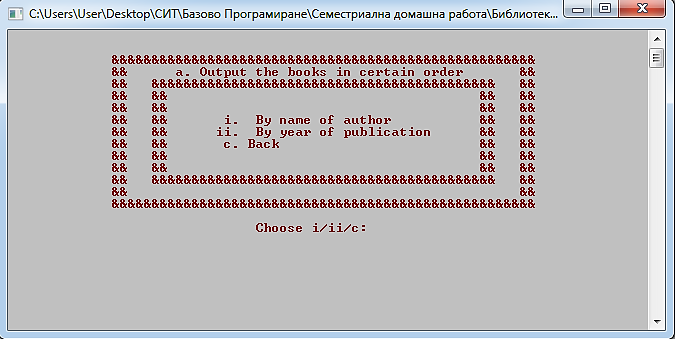 C:\Users\User\Desktop\СИТ\Базово Програмиране\Семестриална домашна работа\Библиотек...
&&&&&&&&&&&&&&&&&&&&&&&&&&&&&&&&&&&&&&&&&&&&&&&&&&&&&
&& a. Output the books in certain order &&
&& &&&&&&&&&&&&&&&&&&&&&&&&&&&&&&&&&&&&&&&&&&& &&
&& && && &&
&& && && &&
&& && i. By name of author && &&
&& && ii. By year of publication && &&
&& && c. Back && &&
&& && && &&
&& && && &&
&& &&&&&&&&&&&&&&&&&&&&&&&&&&&&&&&&&&&&&&&&&&& &&
&& &&
&&&&&&&&&&&&&&&&&&&&&&&&&&&&&&&&&&&&&&&&&&&&&&&&&&&&&
Choose i/ii/c: